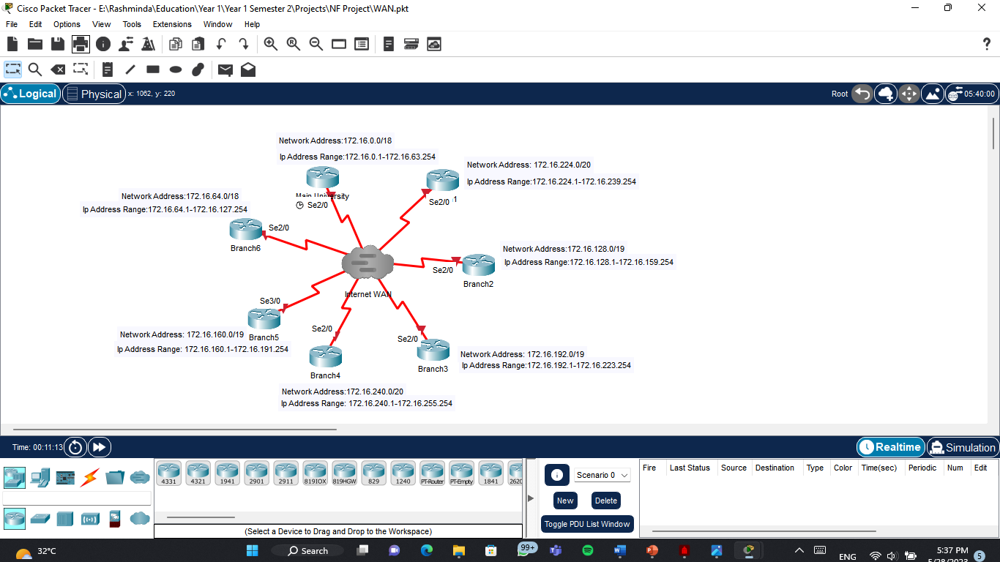 Cisco Packet Tracer - E:\Rashminda\Education\Year 1\Year 1 Semester 2\Projects\NF Project\WAN.pkt
File Edit Options View Tools Extensions Window Help
?
Logical Physical x: 1062, y: 220 Root 05:40:00
Network Address:172.16.0.0/18
Ip Address Range:172.16.0.1-172.16.63.254
Network Address: 172.16.224.0/20
Ip Address Range:172.16.224.1-172.16.239.254
Main University
Se2/0
Se2/0 1
Network Address:172.16.64.0/18
Ip Address Range:172.16.64.1-172.16.127.254
Se2/0
Branch6
Network Address:172.16.128.0/19
Ip Address Range:172.16.128.1-172.16.159.254
Se2/0
Branch2
Internet WAN
Se3/0
Branch5
Network Address: 172.16.160.0/19
Ip Address Range: 172.16.160.1-172.16.191.254
Se2/0
Branch4
Se2/0
Branch3
Network Address: 172.16.192.0/19
Ip Address Range:172.16.192.1-172.16.223.254
Network Address:172.16.240.0/20
Ip Address Range: 172.16.240.1-172.16.255.254
Time: 00:11:13 Realtime Simulation
4331 4321 1941 2901 2911 819IOX 819HGW 829 1240 PT-Router PT-Empty 1841 2620
(Select a Device to Drag and Drop to the Workspace)
Scenario 0
New Delete
Toggle PDU List Window
Fire Last Status Source Destination Type Color Time(sec) Periodic Num Edit
32°C Search 99+ ENG 5:37 PM
5/28/2023 5